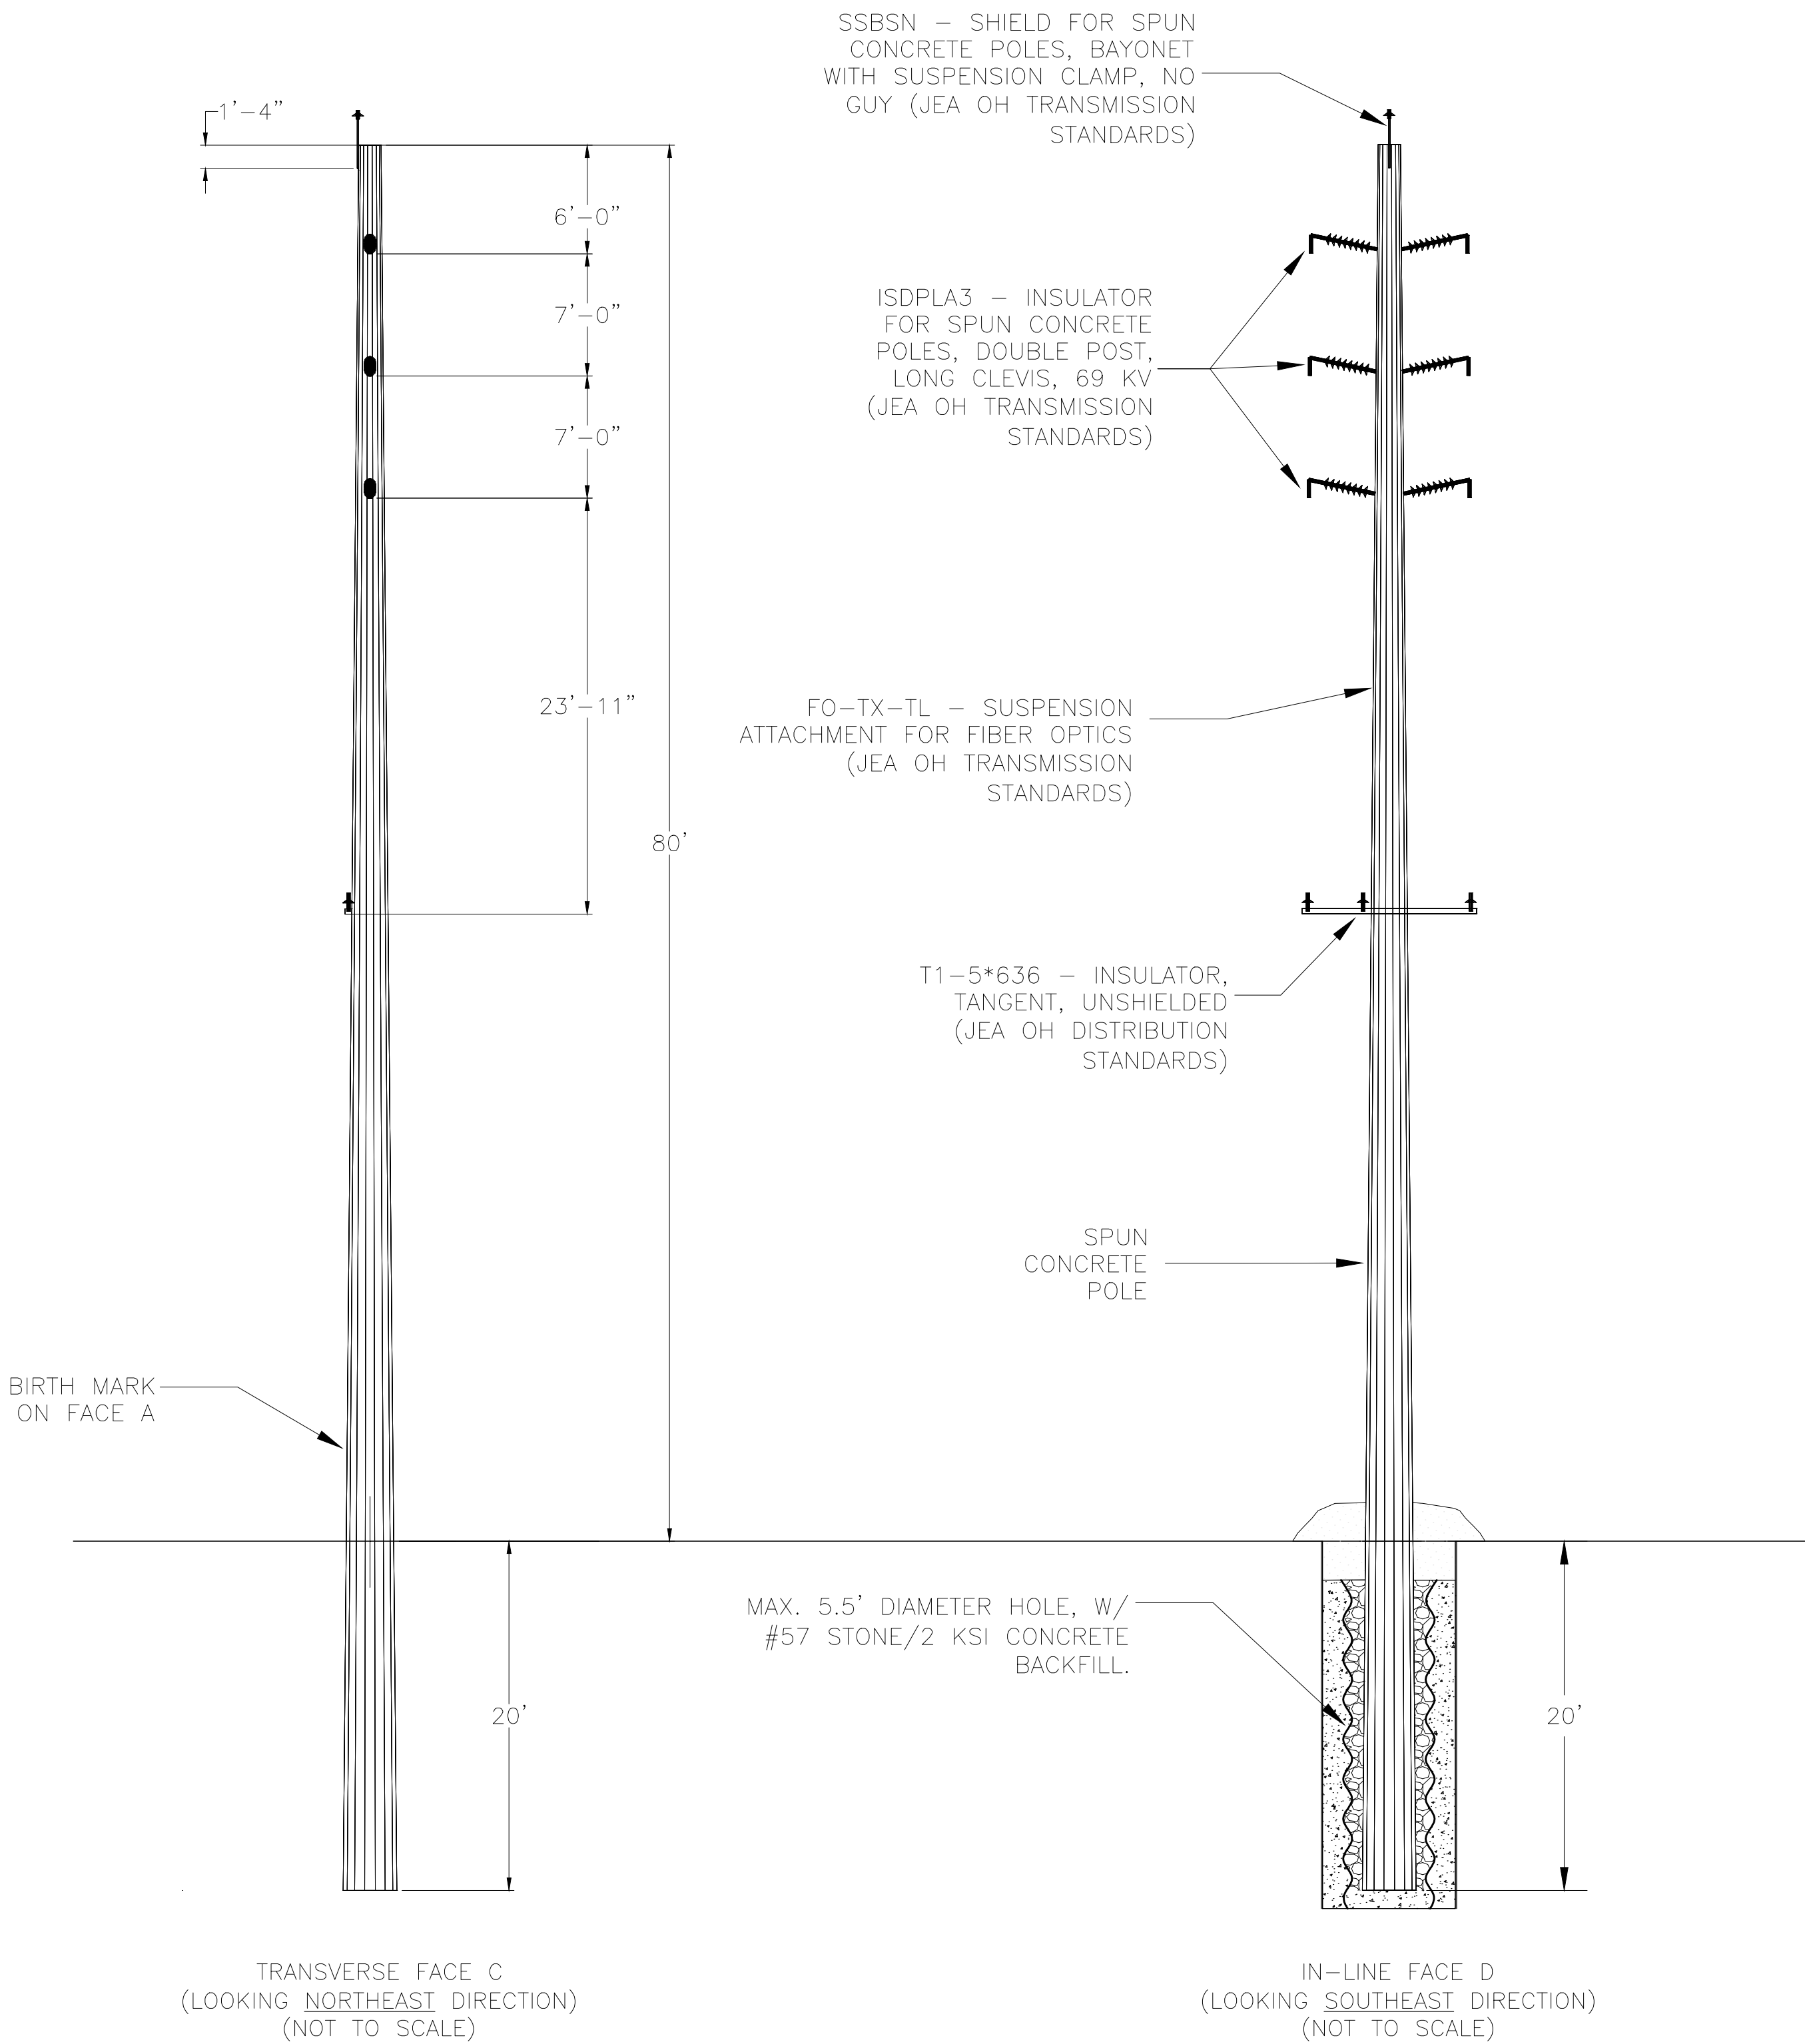 SSBSN – SHIELD FOR SPUN
CONCRETE POLES, BAYONET
WITH SUSPENSION CLAMP, NO
GUY (JEA OH TRANSMISSION
STANDARDS)
1'–4"
6'–0"
7'–0"
7'–0"
23'–11"
80'
ISDPLA3 – INSULATOR
FOR SPUN CONCRETE
POLES, DOUBLE POST,
LONG CLEVIS, 69 KV
(JEA OH TRANSMISSION
STANDARDS)
FO–TX–TL – SUSPENSION
ATTACHMENT FOR FIBER OPTICS
(JEA OH TRANSMISSION
STANDARDS)
T1–5*636 – INSULATOR,
TANGENT, UNSHIELDED
(JEA OH DISTRIBUTION
STANDARDS)
SPUN
CONCRETE
POLE
BIRTH MARK
ON FACE A
MAX. 5.5' DIAMETER HOLE, W/
#57 STONE/2 KSI CONCRETE
BACKFILL.
20'
20'
TRANSVERSE FACE C
(LOOKING NORTHEAST DIRECTION)
(NOT TO SCALE)
IN–LINE FACE D
(LOOKING SOUTHEAST DIRECTION)
(NOT TO SCALE)